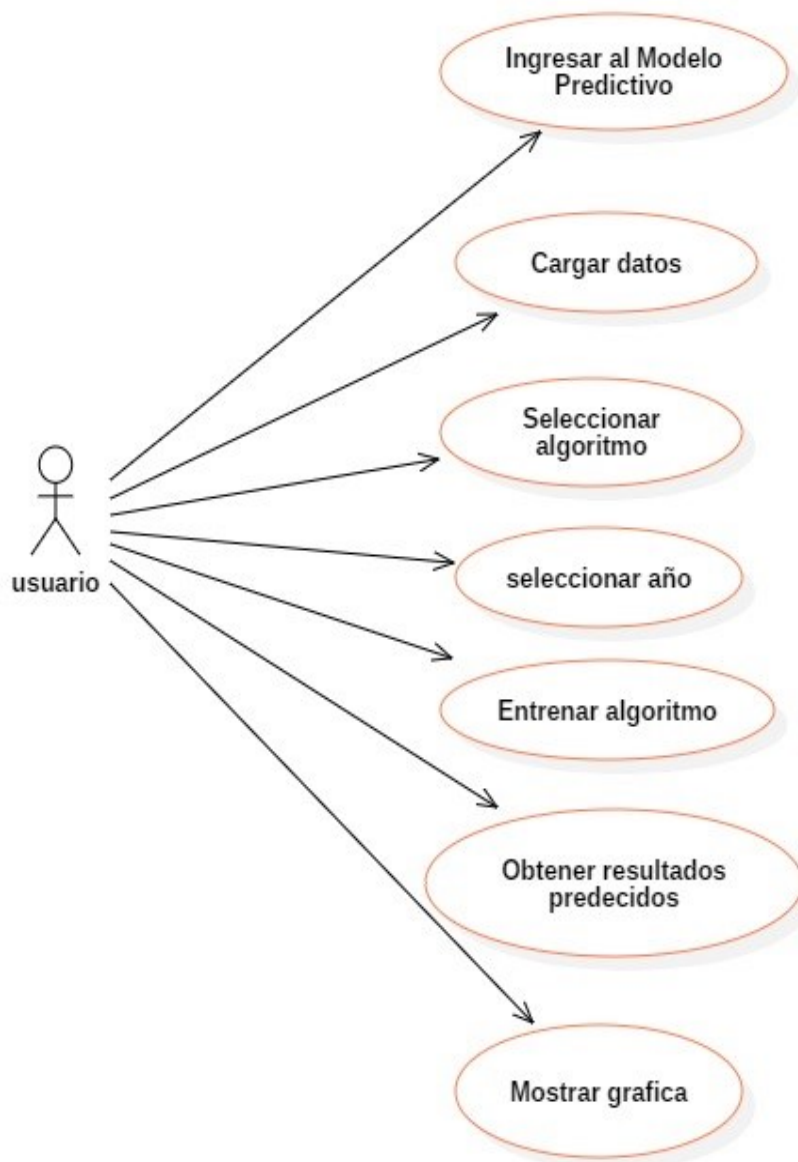 Ingresar al Modelo
Predictivo
Cargar datos
Seleccionar
algoritmo
usuario
seleccionar año
Entrenar algoritmo
Obtener resultados
predecidos
Mostrar grafica